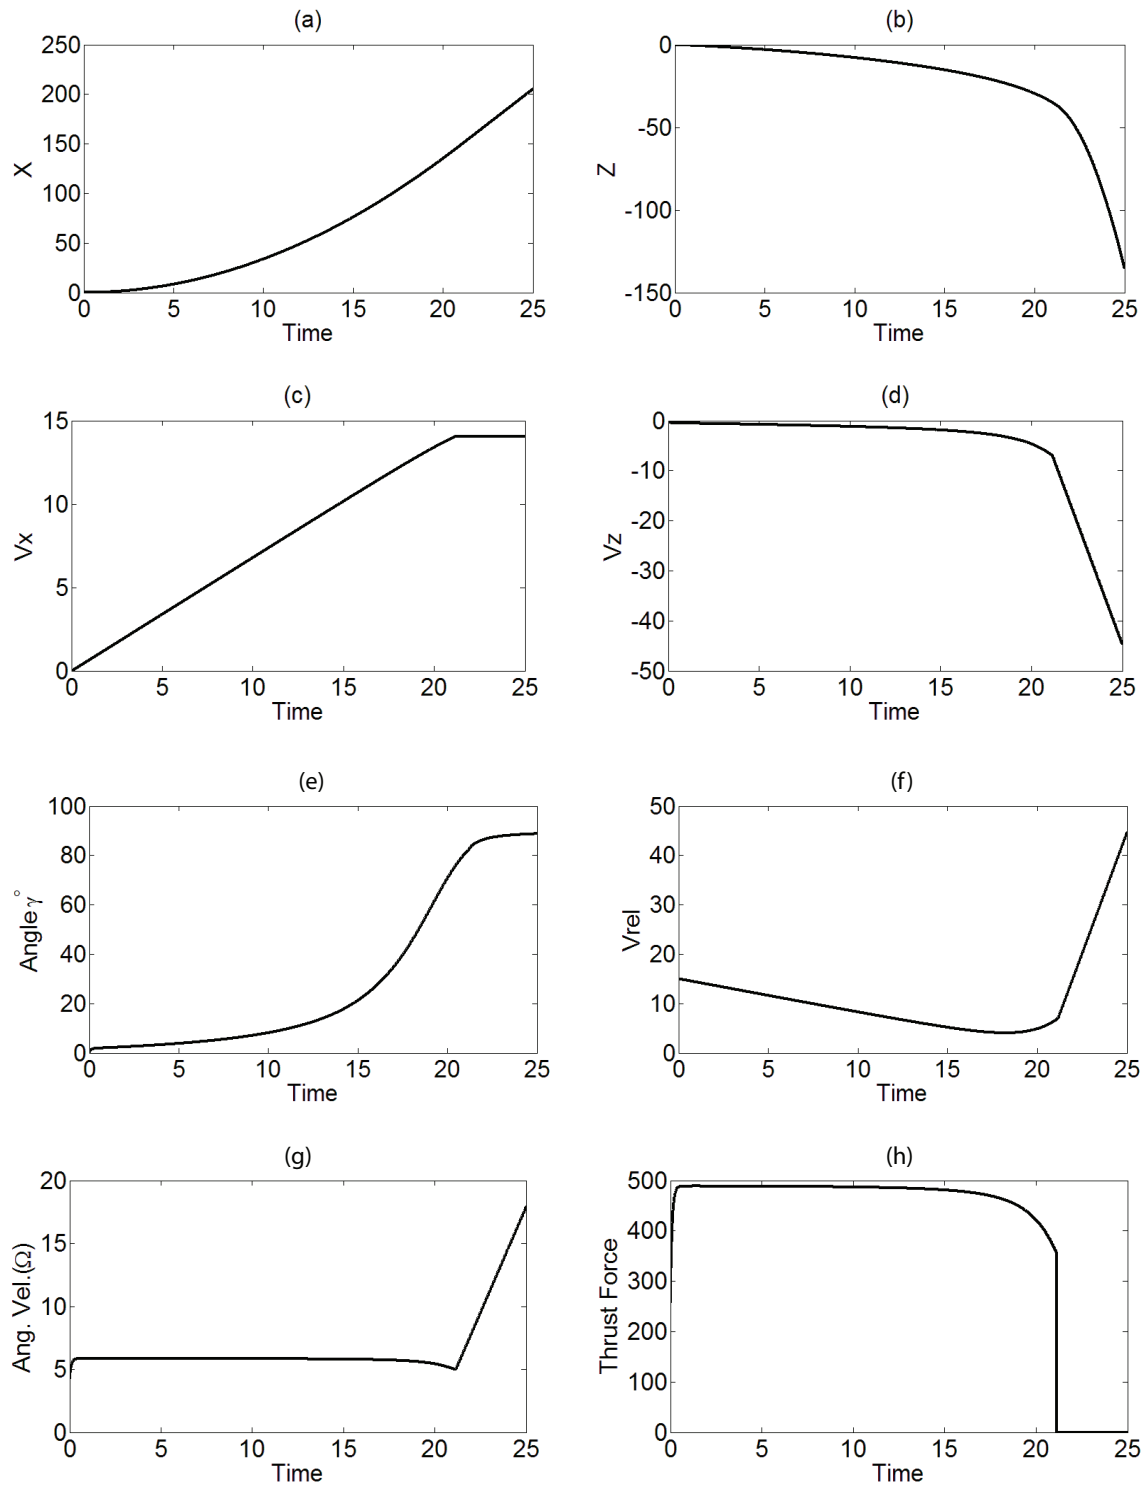 (a)
250
200
150
100
50
0
X
0 5 10 15 20 25
Time
(b)
0
-50
-100
-150
Z
0 5 10 15 20 25
Time
(c)
15
10
5
0
Vx
0 5 10 15 20 25
Time
(d)
0
-10
-20
-30
-40
-50
Vz
0 5 10 15 20 25
Time
(e)
100
80
60
40
20
0
Angle γ°
0 5 10 15 20 25
Time
(f)
50
40
30
20
10
0
Vrel
0 5 10 15 20 25
Time
(g)
20
15
10
5
0
Ang. Vel.(Ω)
0 5 10 15 20 25
Time
(h)
500
400
300
200
100
0
Thrust Force
0 5 10 15 20 25
Time